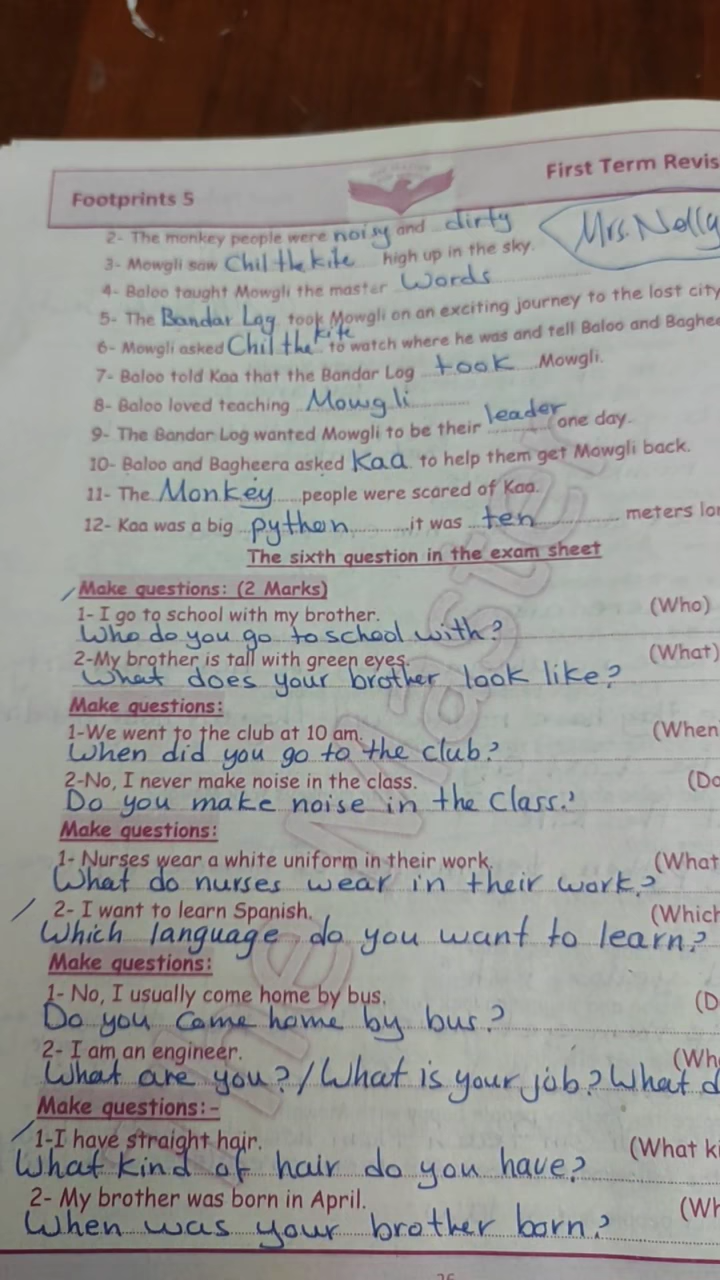 First Term Revis
Footprints 5
Mrs. Nelly
2- The monkey people were noisy and dirty
3- Mowgli saw Chil the kite high up in the sky.
4- Baloo taught Mowgli the master words
5- The Bandar Log took Mowgli on an exciting journey to the lost city
6- Mowgli asked Chil the kite to watch where he was and tell Baloo and Baghee
7- Baloo told Kaa that the Bandar Log took Mowgli.
8- Baloo loved teaching Mowgli
9- The Bandar Log wanted Mowgli to be their leader one day.
10- Baloo and Bagheera asked Kaa to help them get Mowgli back.
11- The Monkey people were scared of Kaa.
12- Kaa was a big python it was ten meters lon
The sixth question in the exam sheet
Make questions: (2 Marks)
1- I go to school with my brother. (Who)
Who do you go to school with?
2-My brother is tall with green eyes. (What)
What does your brother look like?
Make questions:
1-We went to the club at 10 am. (When
When did you go to the club?
2-No, I never make noise in the class. (Do
Do you make noise in the class?
Make questions:
1- Nurses wear a white uniform in their work. (What
What do nurses wear in their work?
2- I want to learn Spanish. (Which
Which language do you want to learn?
Make questions:
1- No, I usually come home by bus. (D
Do you come home by bus?
2- I am an engineer. (Wh
What are you? / What is your job? What d
Make questions:-
1-I have straight hair. (What ki
What kind of hair do you have?
2- My brother was born in April. (Wh
When was your brother born?
The Master